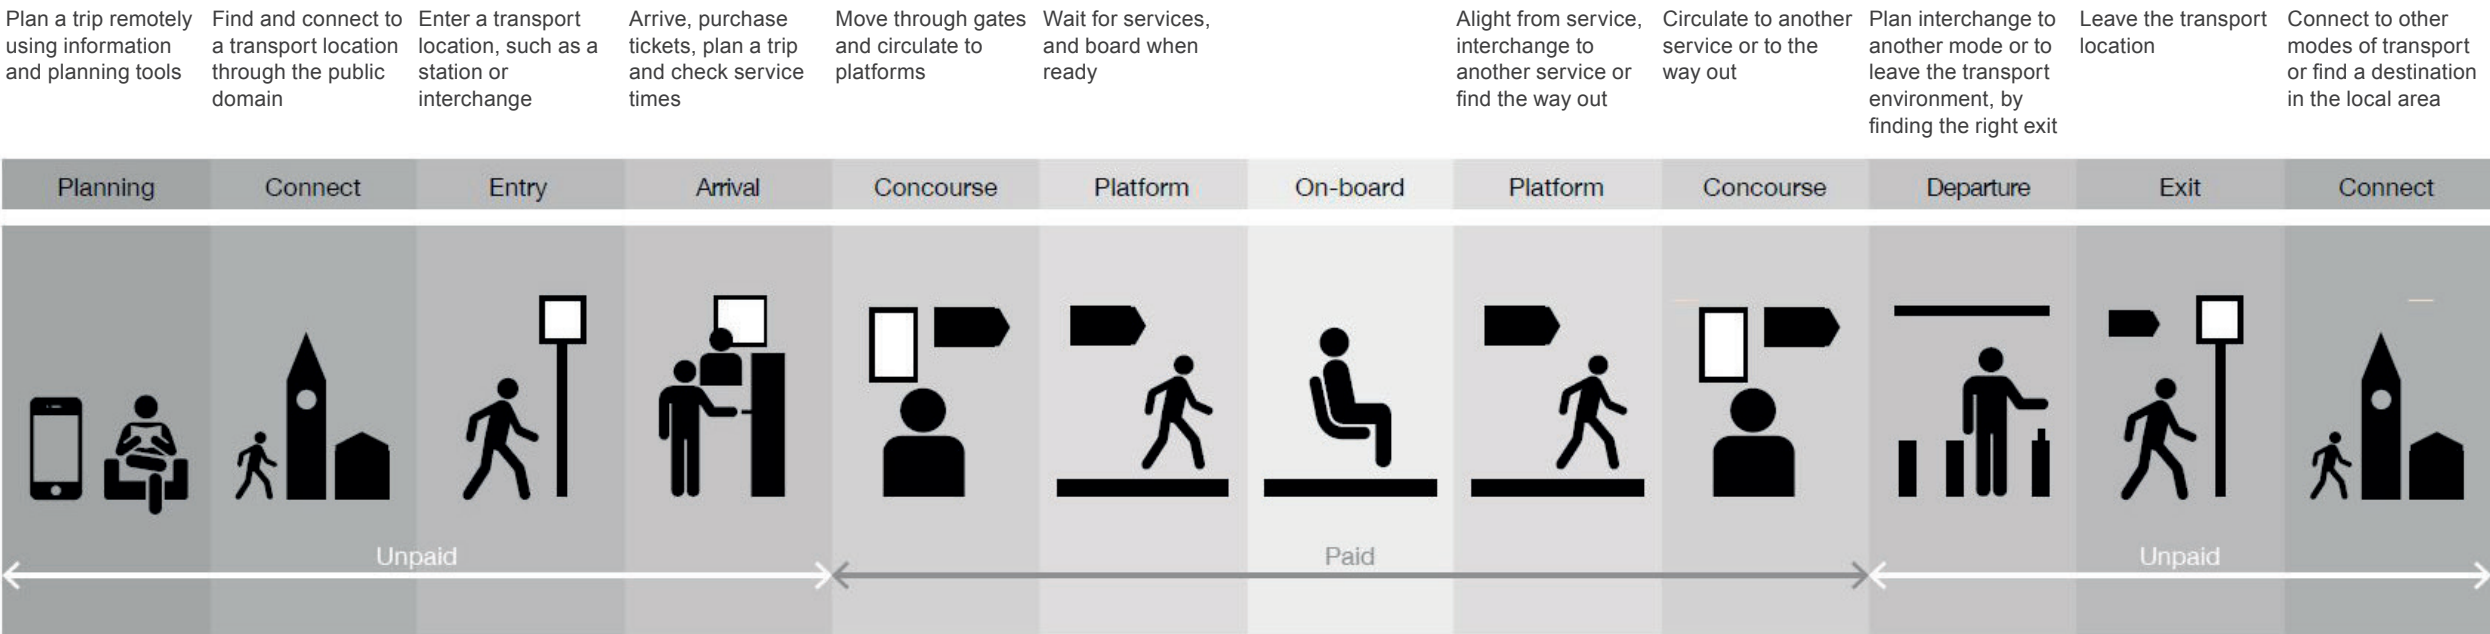 Plan a trip remotely
using information
and planning tools
Find and connect to
a transport location
through the public
domain
Enter a transport
location, such as a
station or
interchange
Arrive, purchase
tickets, plan a trip
and check service
times
Move through gates
and circulate to
platforms
Wait for services,
and board when
ready
Alight from service,
interchange to
another service or
find the way out
Circulate to another
service or to the
way out
Plan interchange to
another mode or to
leave the transport
environment, by
finding the right exit
Leave the transport
location
Connect to other
modes of transport
or find a destination
in the local area
Planning
Connect
Entry
Arrival
Concourse
Platform
On-board
Platform
Concourse
Departure
Exit
Connect
Unpaid
Paid
Unpaid